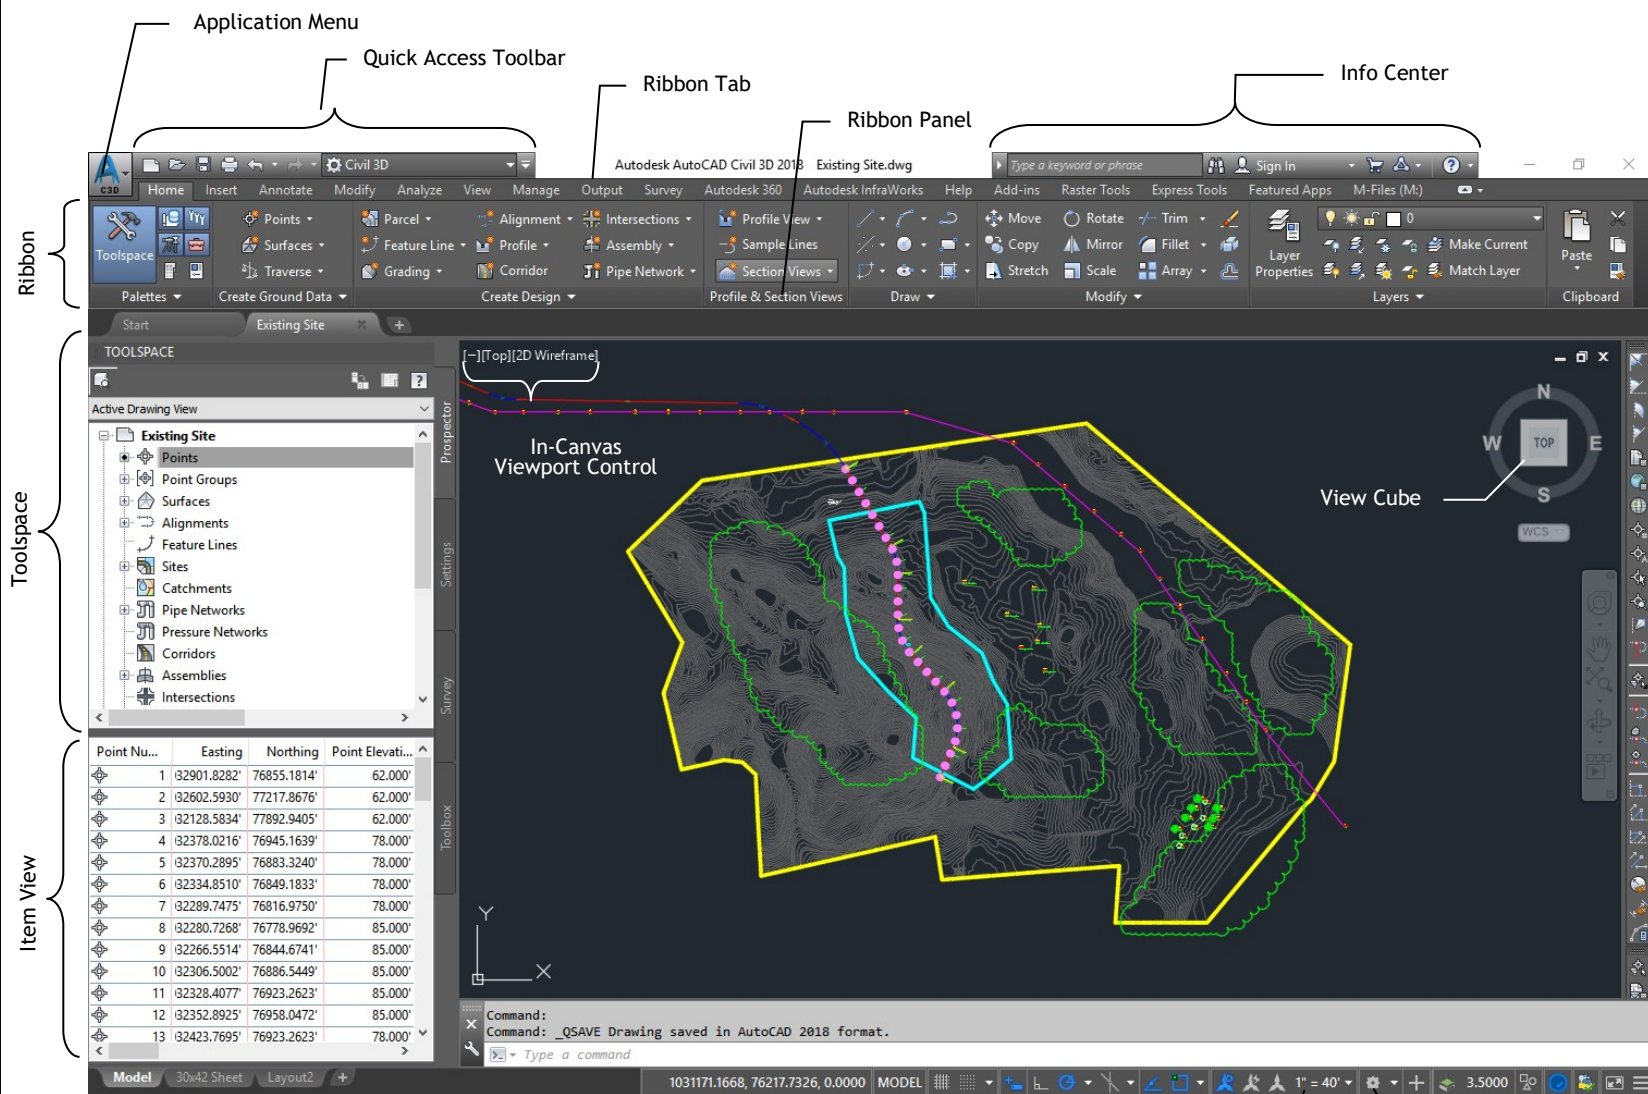 Application Menu
Quick Access Toolbar
Ribbon Tab
Ribbon Panel
Info Center
Civil 3D
Autodesk AutoCAD Civil 3D 2018 Existing Site.dwg
Type a keyword or phrase
Sign In
C3D
Home Insert Annotate Modify Analyze View Manage Output Survey Autodesk 360 Autodesk InfraWorks Help Add-ins Raster Tools Express Tools Featured Apps M-Files (M:)
Ribbon
Toolspace
Points
Surfaces
Traverse
Parcel
Feature Line
Grading
Alignment
Profile
Corridor
Intersections
Assembly
Pipe Network
Profile View
Sample Lines
Section Views
Move
Copy
Stretch
Rotate
Mirror
Scale
Trim
Fillet
Array
Layer
Properties
0
Make Current
Match Layer
Paste
Palettes Create Ground Data Create Design Profile & Section Views Draw Modify Layers Clipboard
Start Existing Site +
Toolspace
TOOLSPACE
Active Drawing View
Existing Site
Points
Point Groups
Surfaces
Alignments
Feature Lines
Sites
Catchments
Pipe Networks
Pressure Networks
Corridors
Assemblies
Intersections
Prospector
Settings
Survey
Toolbox
[−][Top][2D Wireframe]
In-Canvas
Viewport Control
N
W TOP E
S
WCS
View Cube
Y
X
Item View
Point Nu... Easting Northing Point Elevati...
1 32901.8282' 76855.1814' 62.000'
2 32602.5930' 77217.8676' 62.000'
3 32128.5834' 77892.9405' 62.000'
4 32378.0216' 76945.1639' 78.000'
5 32370.2895' 76883.3240' 78.000'
6 32334.8510' 76849.1833' 78.000'
7 32289.7475' 76816.9750' 78.000'
8 32280.7268' 76778.9692' 85.000'
9 32266.5514' 76844.6741' 85.000'
10 32306.5002' 76886.5449' 85.000'
11 32328.4077' 76923.2623' 85.000'
12 32352.8925' 76958.0472' 85.000'
13 32423.7695' 76923.2623' 78.000'
Command:
Command: _QSAVE Drawing saved in AutoCAD 2018 format.
Type a command
Model 30x42 Sheet Layout2 +
1031171.1668, 76217.7326, 0.0000 MODEL 1" = 40' 3.5000